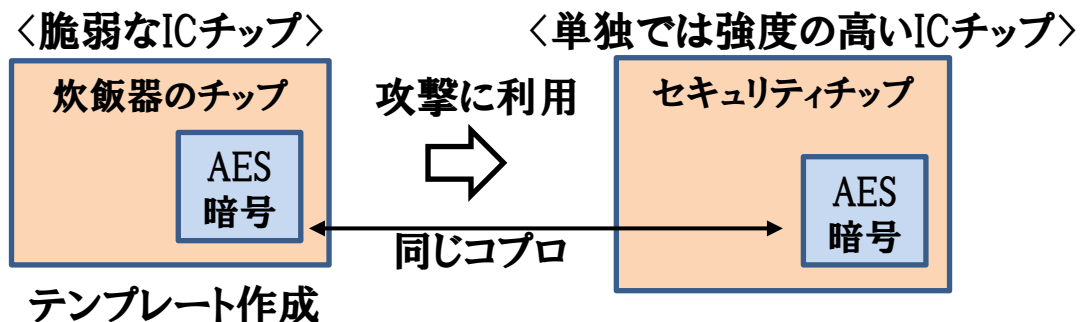 〈脆弱なICチップ〉
〈単独では強度の高いICチップ〉
炊飯器のチップ
AES
暗号
攻撃に利用
セキュリティチップ
AES
暗号
同じコプロ
テンプレート作成